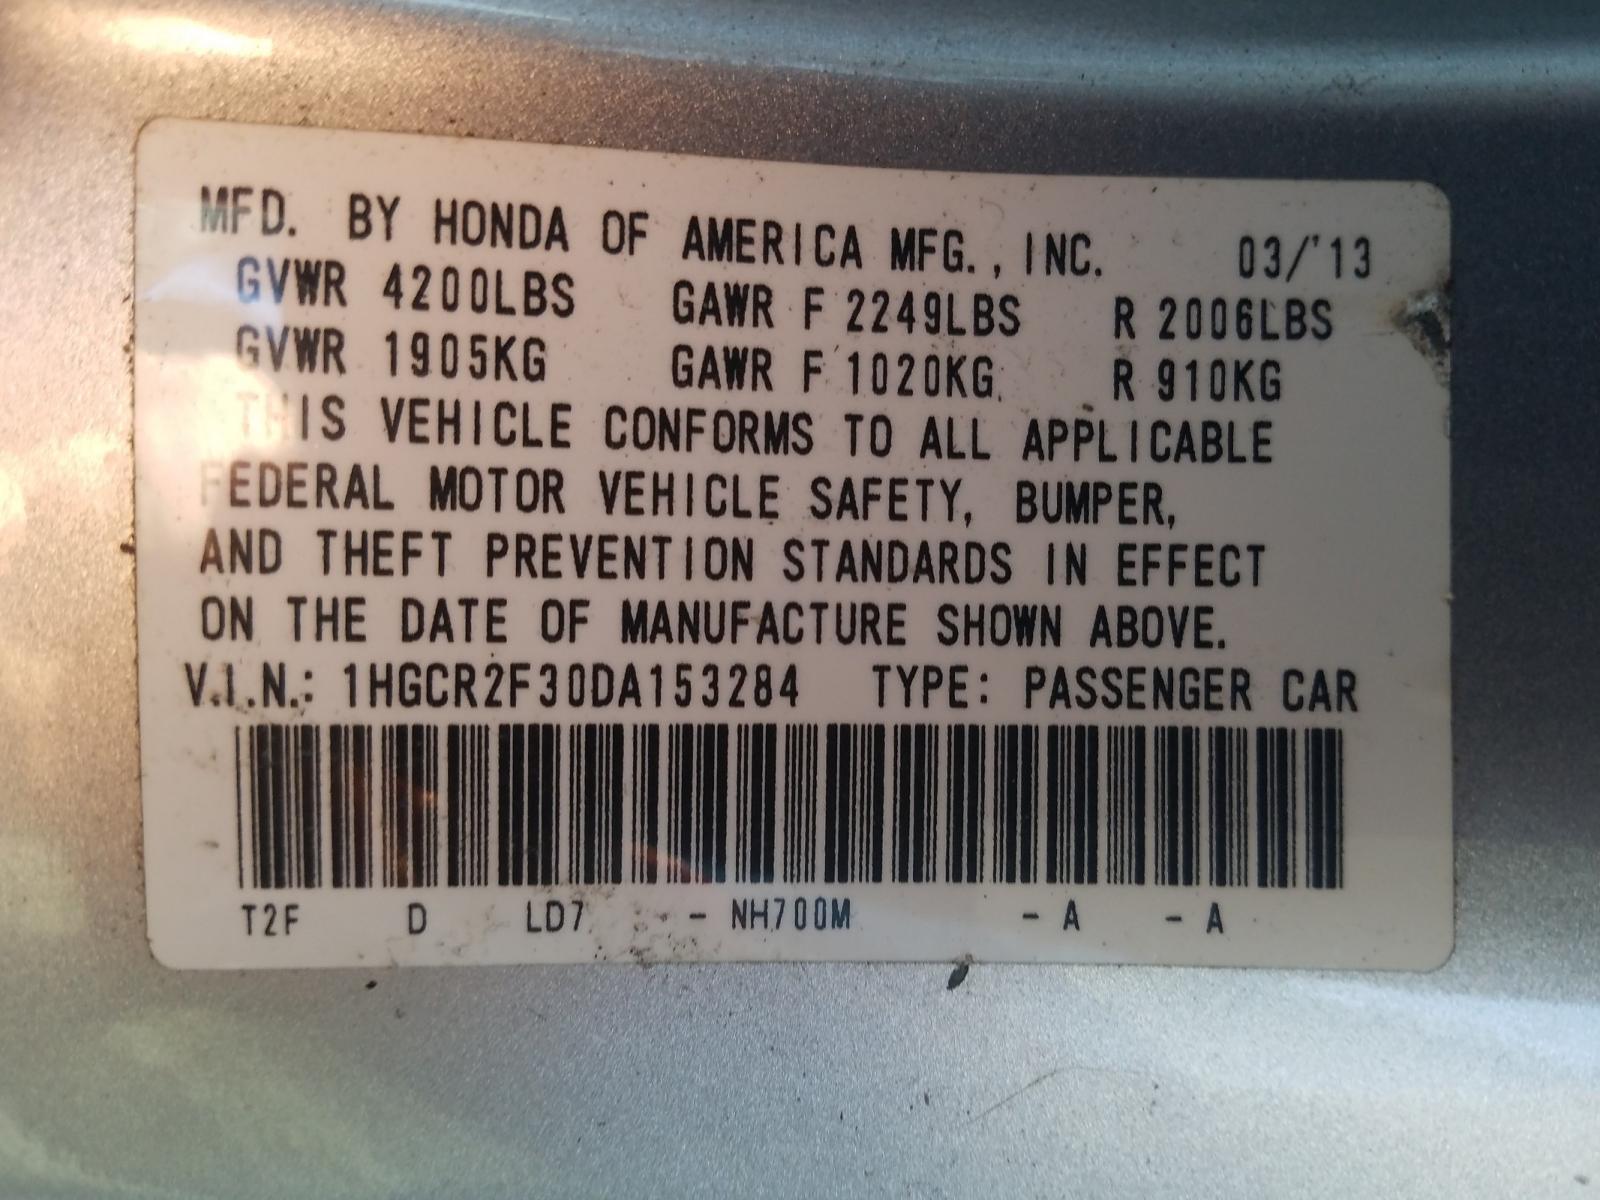 MFD. BY HONDA OF AMERICA MFG., INC. 03/'13
GVWR 4200LBS GAWR F 2249LBS R 2006LBS
GVWR 1905KG GAWR F 1020KG R 910KG
THIS VEHICLE CONFORMS TO ALL APPLICABLE
FEDERAL MOTOR VEHICLE SAFETY, BUMPER,
AND THEFT PREVENTION STANDARDS IN EFFECT
ON THE DATE OF MANUFACTURE SHOWN ABOVE.
V.I.N.: 1HGCR2F30DA153284 TYPE: PASSENGER CAR
T2F D LD7 - NH700M - A - A